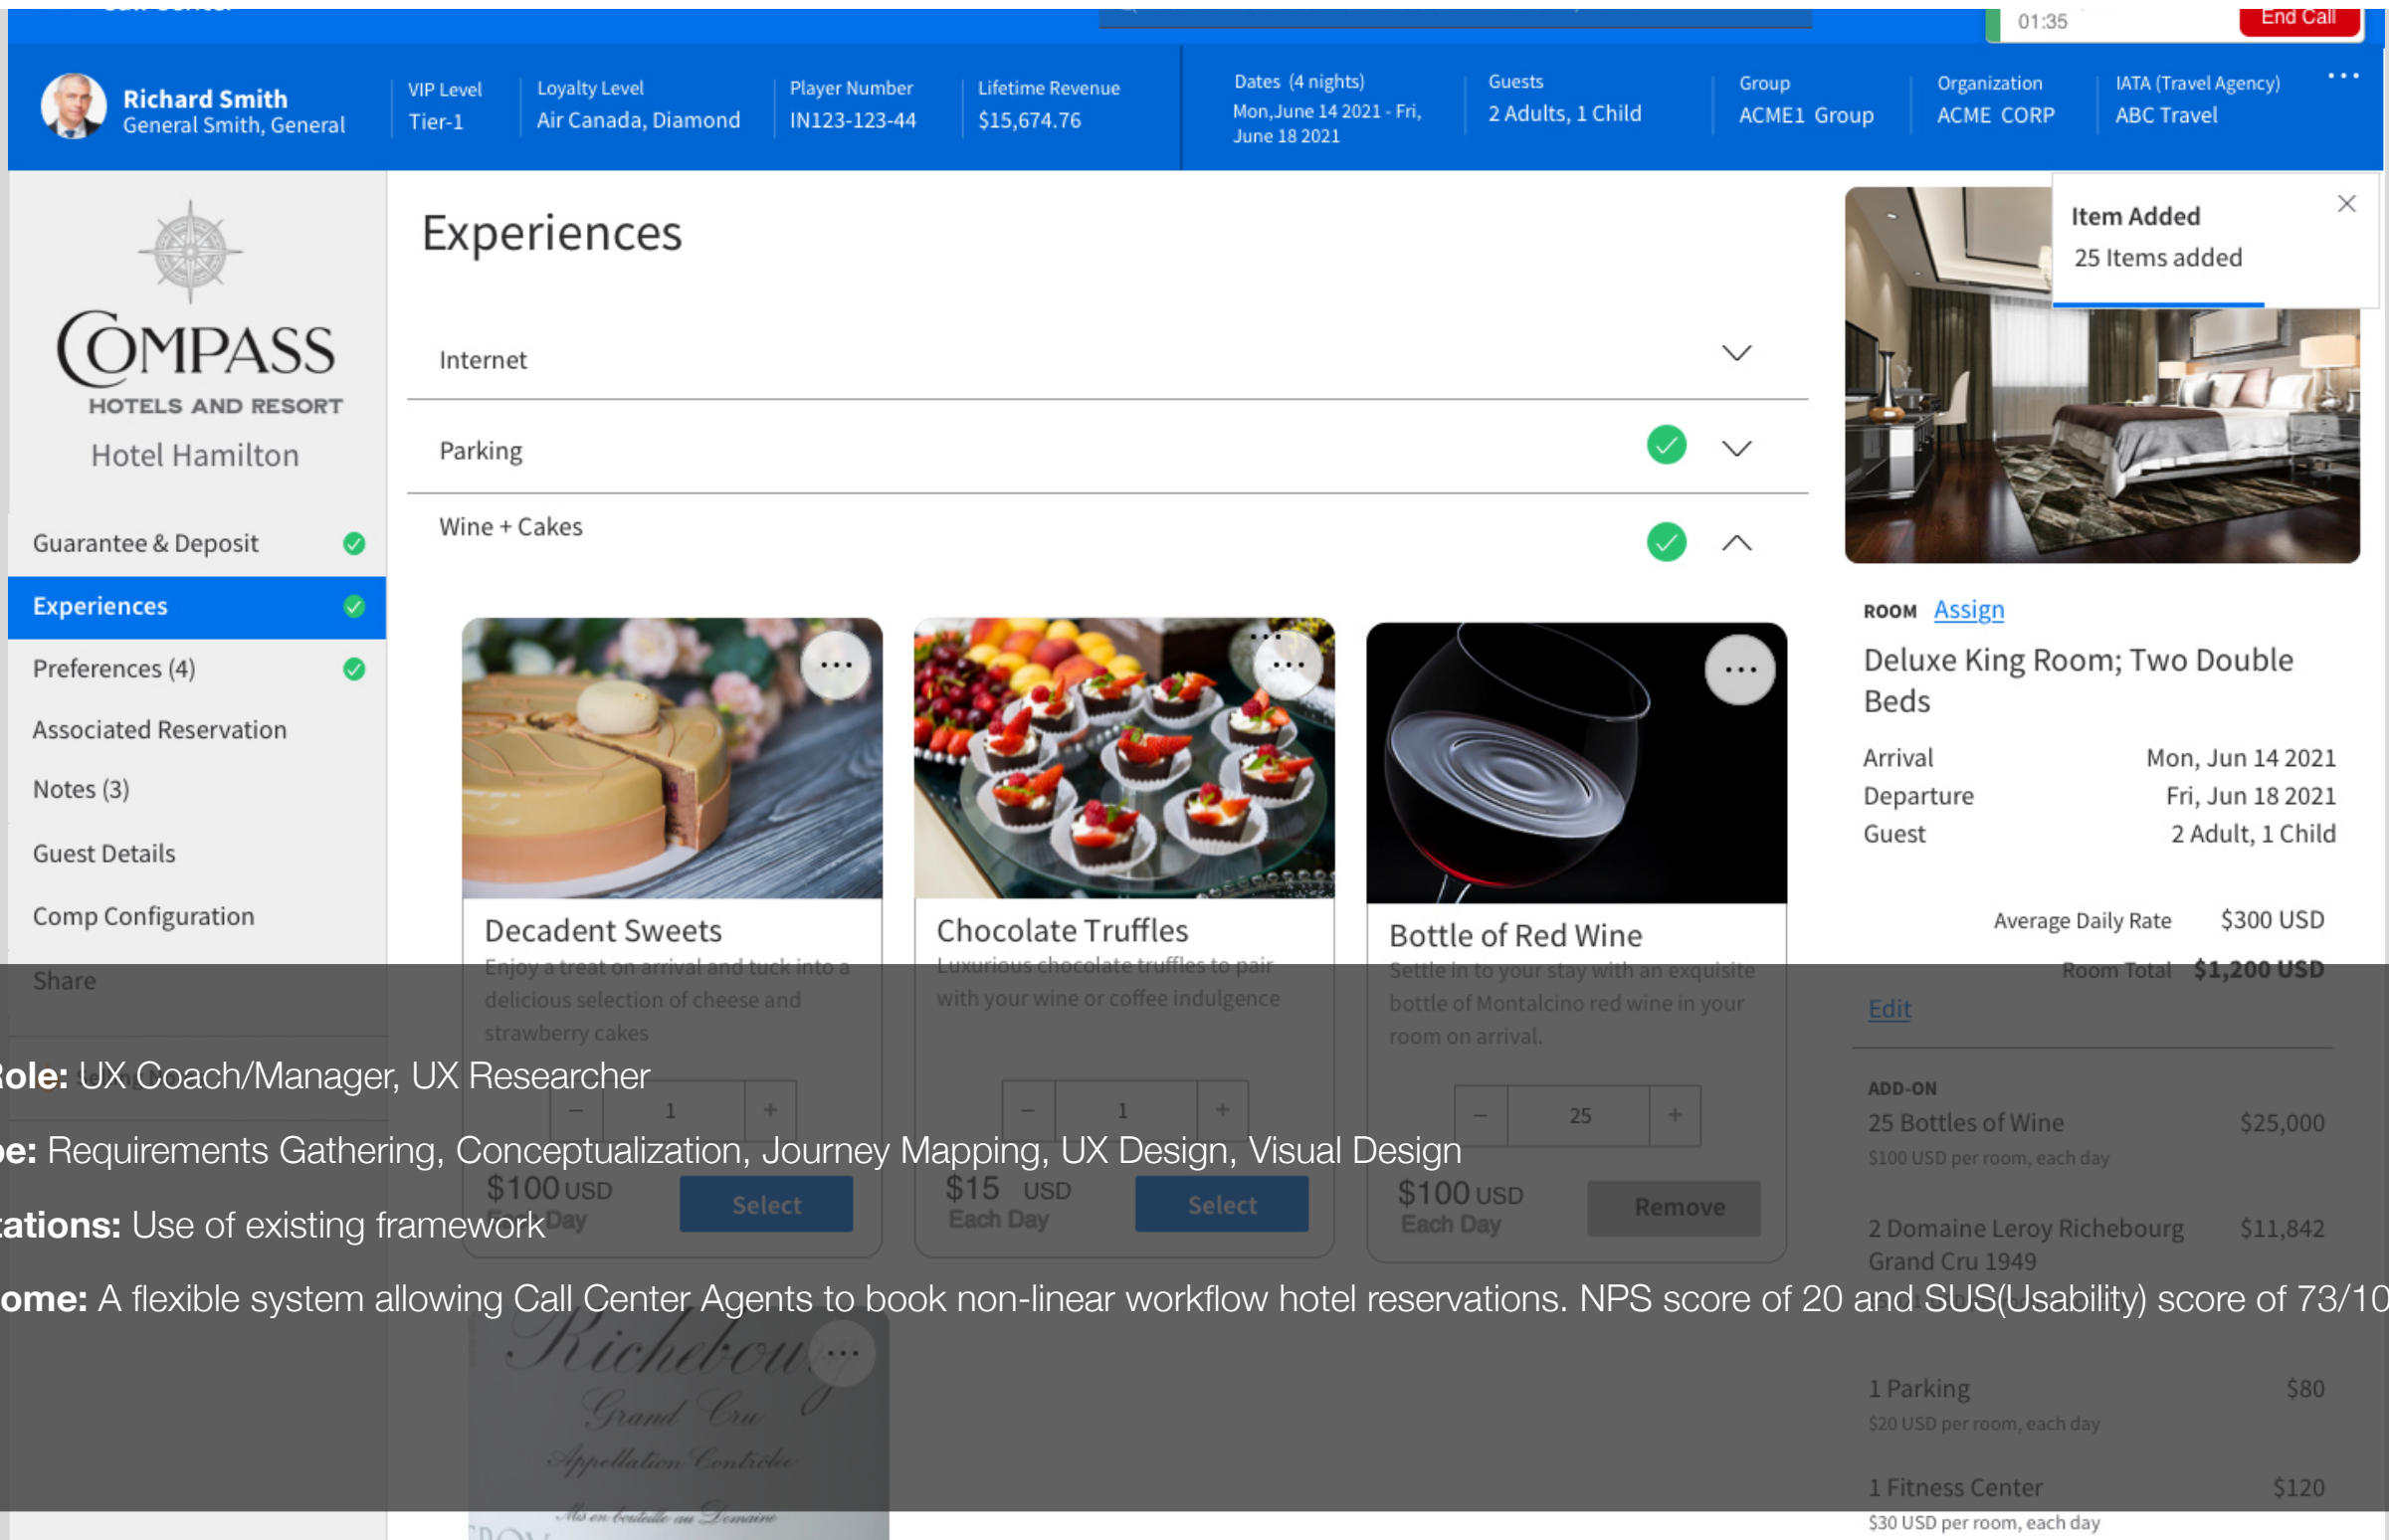 01:35
End Call
Richard Smith
General Smith, General
VIP Level
Tier-1
Loyalty Level
Air Canada, Diamond
Player Number
IN123-123-44
Lifetime Revenue
$15,674.76
Dates (4 nights)
Mon,June 14 2021 - Fri,
June 18 2021
Guests
2 Adults, 1 Child
Group
ACME1 Group
Organization
ACME CORP
IATA (Travel Agency)
ABC Travel
COMPASS
HOTELS AND RESORT
Hotel Hamilton
Guarantee & Deposit
Experiences
Preferences (4)
Associated Reservation
Notes (3)
Guest Details
Comp Configuration
Share
Experiences
Internet
Parking
Wine + Cakes
Decadent Sweets
Enjoy a treat on arrival and tuck into a
delicious selection of cheese and
strawberry cakes
1
$100 USD
Each Day
Select
Chocolate Truffles
Luxurious chocolate truffles to pair
with your wine or coffee indulgence
1
$15 USD
Each Day
Select
Bottle of Red Wine
Settle in to your stay with an exquisite
bottle of Montalcino red wine in your
room on arrival.
25
$100 USD
Each Day
Remove
Richebourg
Grand Cru
Appellation Contrôlée
Mis en bouteille au Domaine
Item Added
25 Items added
ROOM Assign
Deluxe King Room; Two Double
Beds
Arrival Mon, Jun 14 2021
Departure Fri, Jun 18 2021
Guest 2 Adult, 1 Child
Average Daily Rate $300 USD
Room Total $1,200 USD
Edit
ADD-ON
25 Bottles of Wine $25,000
$100 USD per room, each day
2 Domaine Leroy Richebourg $11,842
Grand Cru 1949
1 Parking $80
$20 USD per room, each day
1 Fitness Center $120
$30 USD per room, each day
Role: UX Coach/Manager, UX Researcher
pe: Requirements Gathering, Conceptualization, Journey Mapping, UX Design, Visual Design
tations: Use of existing framework
ome: A flexible system allowing Call Center Agents to book non-linear workflow hotel reservations. NPS score of 20 and SUS(Usability) score of 73/10